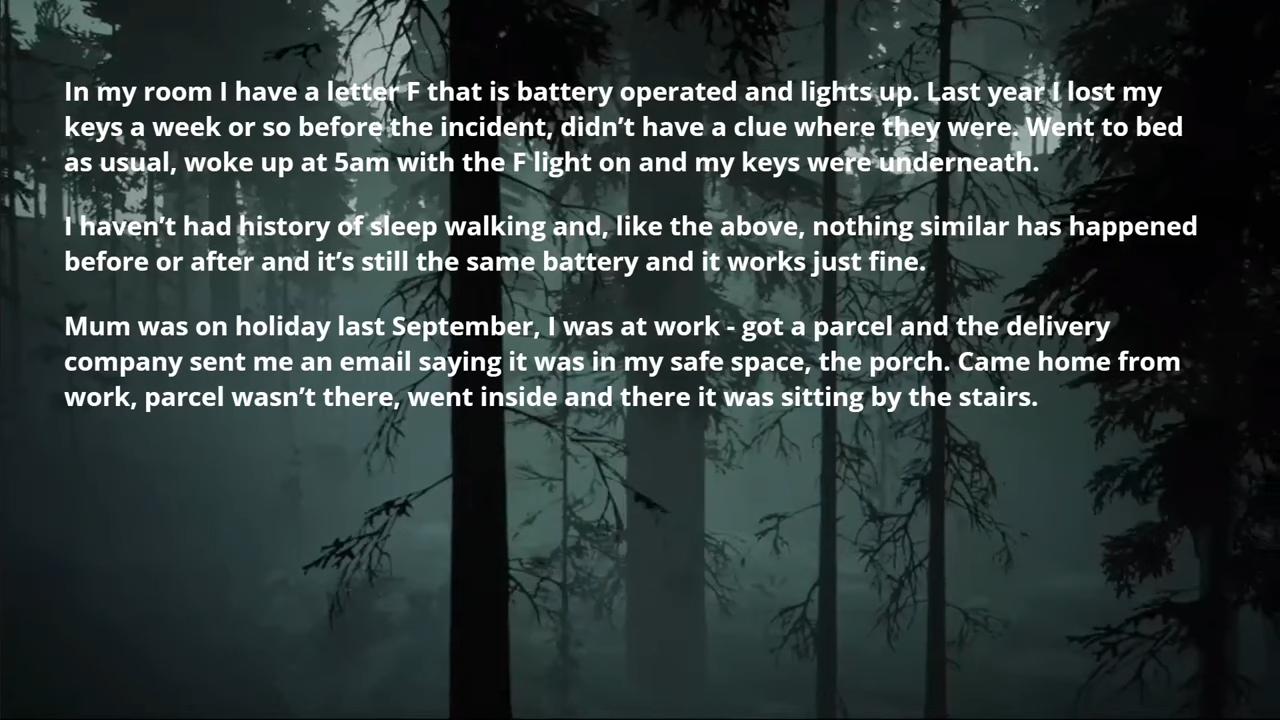 In my room I have a letter F that is battery operated and lights up. Last year I lost my
keys a week or so before the incident, didn’t have a clue where they were. Went to bed
as usual, woke up at 5am with the F light on and my keys were underneath.
I haven’t had history of sleep walking and, like the above, nothing similar has happened
before or after and it’s still the same battery and it works just fine.
Mum was on holiday last September, I was at work - got a parcel and the delivery
company sent me an email saying it was in my safe space, the porch. Came home from
work, parcel wasn’t there, went inside and there it was sitting by the stairs.